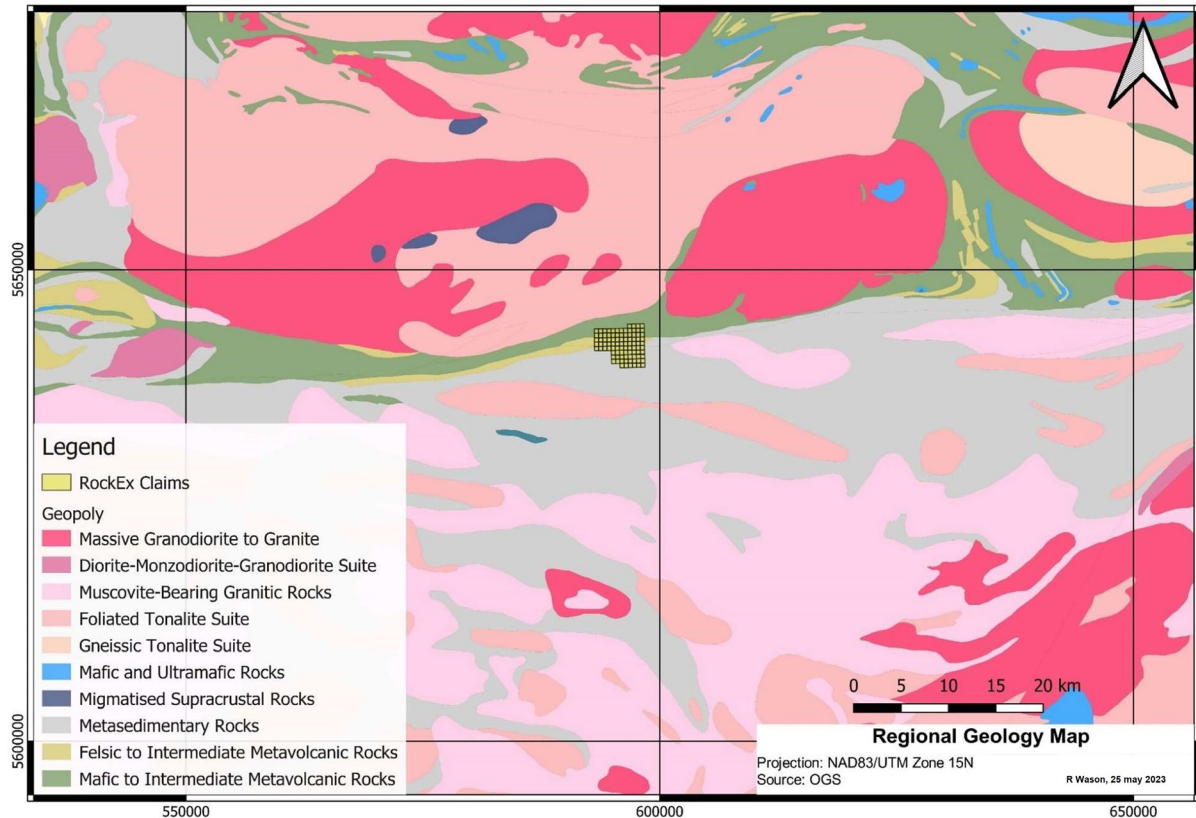 5650000
5600000
Legend
RockEx Claims
Geopoly
Massive Granodiorite to Granite
Diorite-Monzodiorite-Granodiorite Suite
Muscovite-Bearing Granitic Rocks
Foliated Tonalite Suite
Gneissic Tonalite Suite
Mafic and Ultramafic Rocks
Migmatised Supracrustal Rocks
Metasedimentary Rocks
Felsic to Intermediate Metavolcanic Rocks
Mafic to Intermediate Metavolcanic Rocks
0 5 10 15 20 km
Regional Geology Map
Projection: NAD83/UTM Zone 15N
Source: OGS
R Wason, 25 may 2023
550000 600000 650000